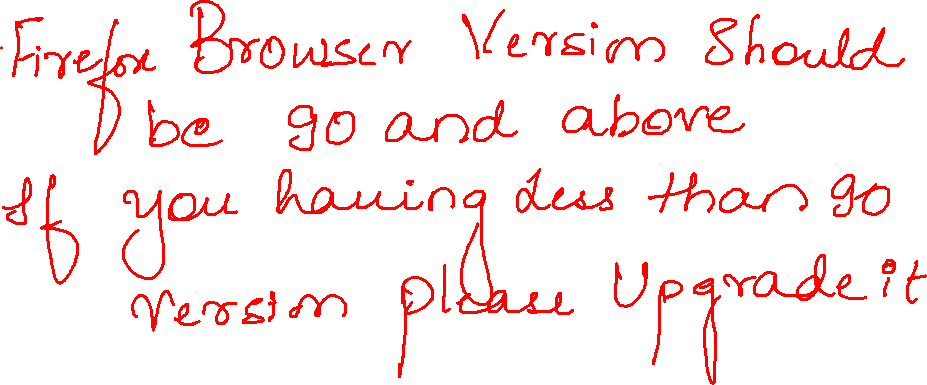 Firefox Browser Version Should
be 90 and above
If you having Less than 90
Version please Upgrade it